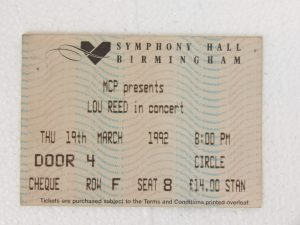 SYMPHONY HALL
BIRMINGHAM
MCP presents
LOU REED in concert
THU 19th MARCH 1992 8:00 PM
DOOR 4 CIRCLE
CHEQUE ROW F SEAT 8 £14.00 STAN
Tickets are purchased subject to the Terms and Conditions printed overleaf